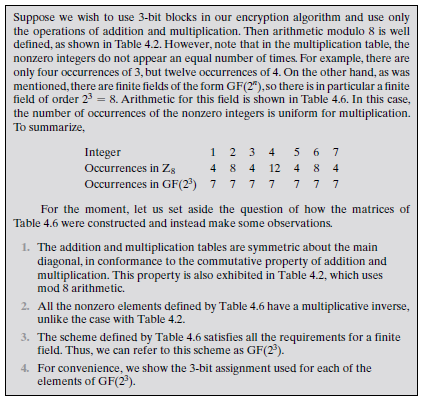 Suppose we wish to use 3-bit blocks in our encryption algorithm and use only
the operations of addition and multiplication. Then arithmetic modulo 8 is well
defined, as shown in Table 4.2. However, note that in the multiplication table, the
nonzero integers do not appear an equal number of times. For example, there are
only four occurrences of 3, but twelve occurrences of 4. On the other hand, as was
mentioned, there are finite fields of the form GF(2ⁿ), so there is in particular a finite
field of order 2³ = 8. Arithmetic for this field is shown in Table 4.6. In this case,
the number of occurrences of the nonzero integers is uniform for multiplication.
To summarize,
Integer 1 2 3 4 5 6 7
Occurrences in Z₈ 4 8 4 12 4 8 4
Occurrences in GF(2³) 7 7 7 7 7 7 7
For the moment, let us set aside the question of how the matrices of
Table 4.6 were constructed and instead make some observations.
1. The addition and multiplication tables are symmetric about the main
diagonal, in conformance to the commutative property of addition and
multiplication. This property is also exhibited in Table 4.2, which uses
mod 8 arithmetic.
2. All the nonzero elements defined by Table 4.6 have a multiplicative inverse,
unlike the case with Table 4.2.
3. The scheme defined by Table 4.6 satisfies all the requirements for a finite
field. Thus, we can refer to this scheme as GF(2³).
4. For convenience, we show the 3-bit assignment used for each of the
elements of GF(2³).